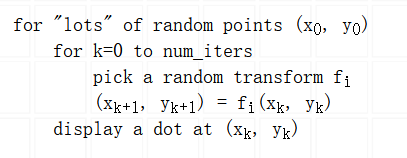 for "lots" of random points (x₀, y₀)
for k=0 to num_iters
pick a random transform fᵢ
(xₖ₊₁, yₖ₊₁) = fᵢ(xₖ, yₖ)
display a dot at (xₖ, yₖ)